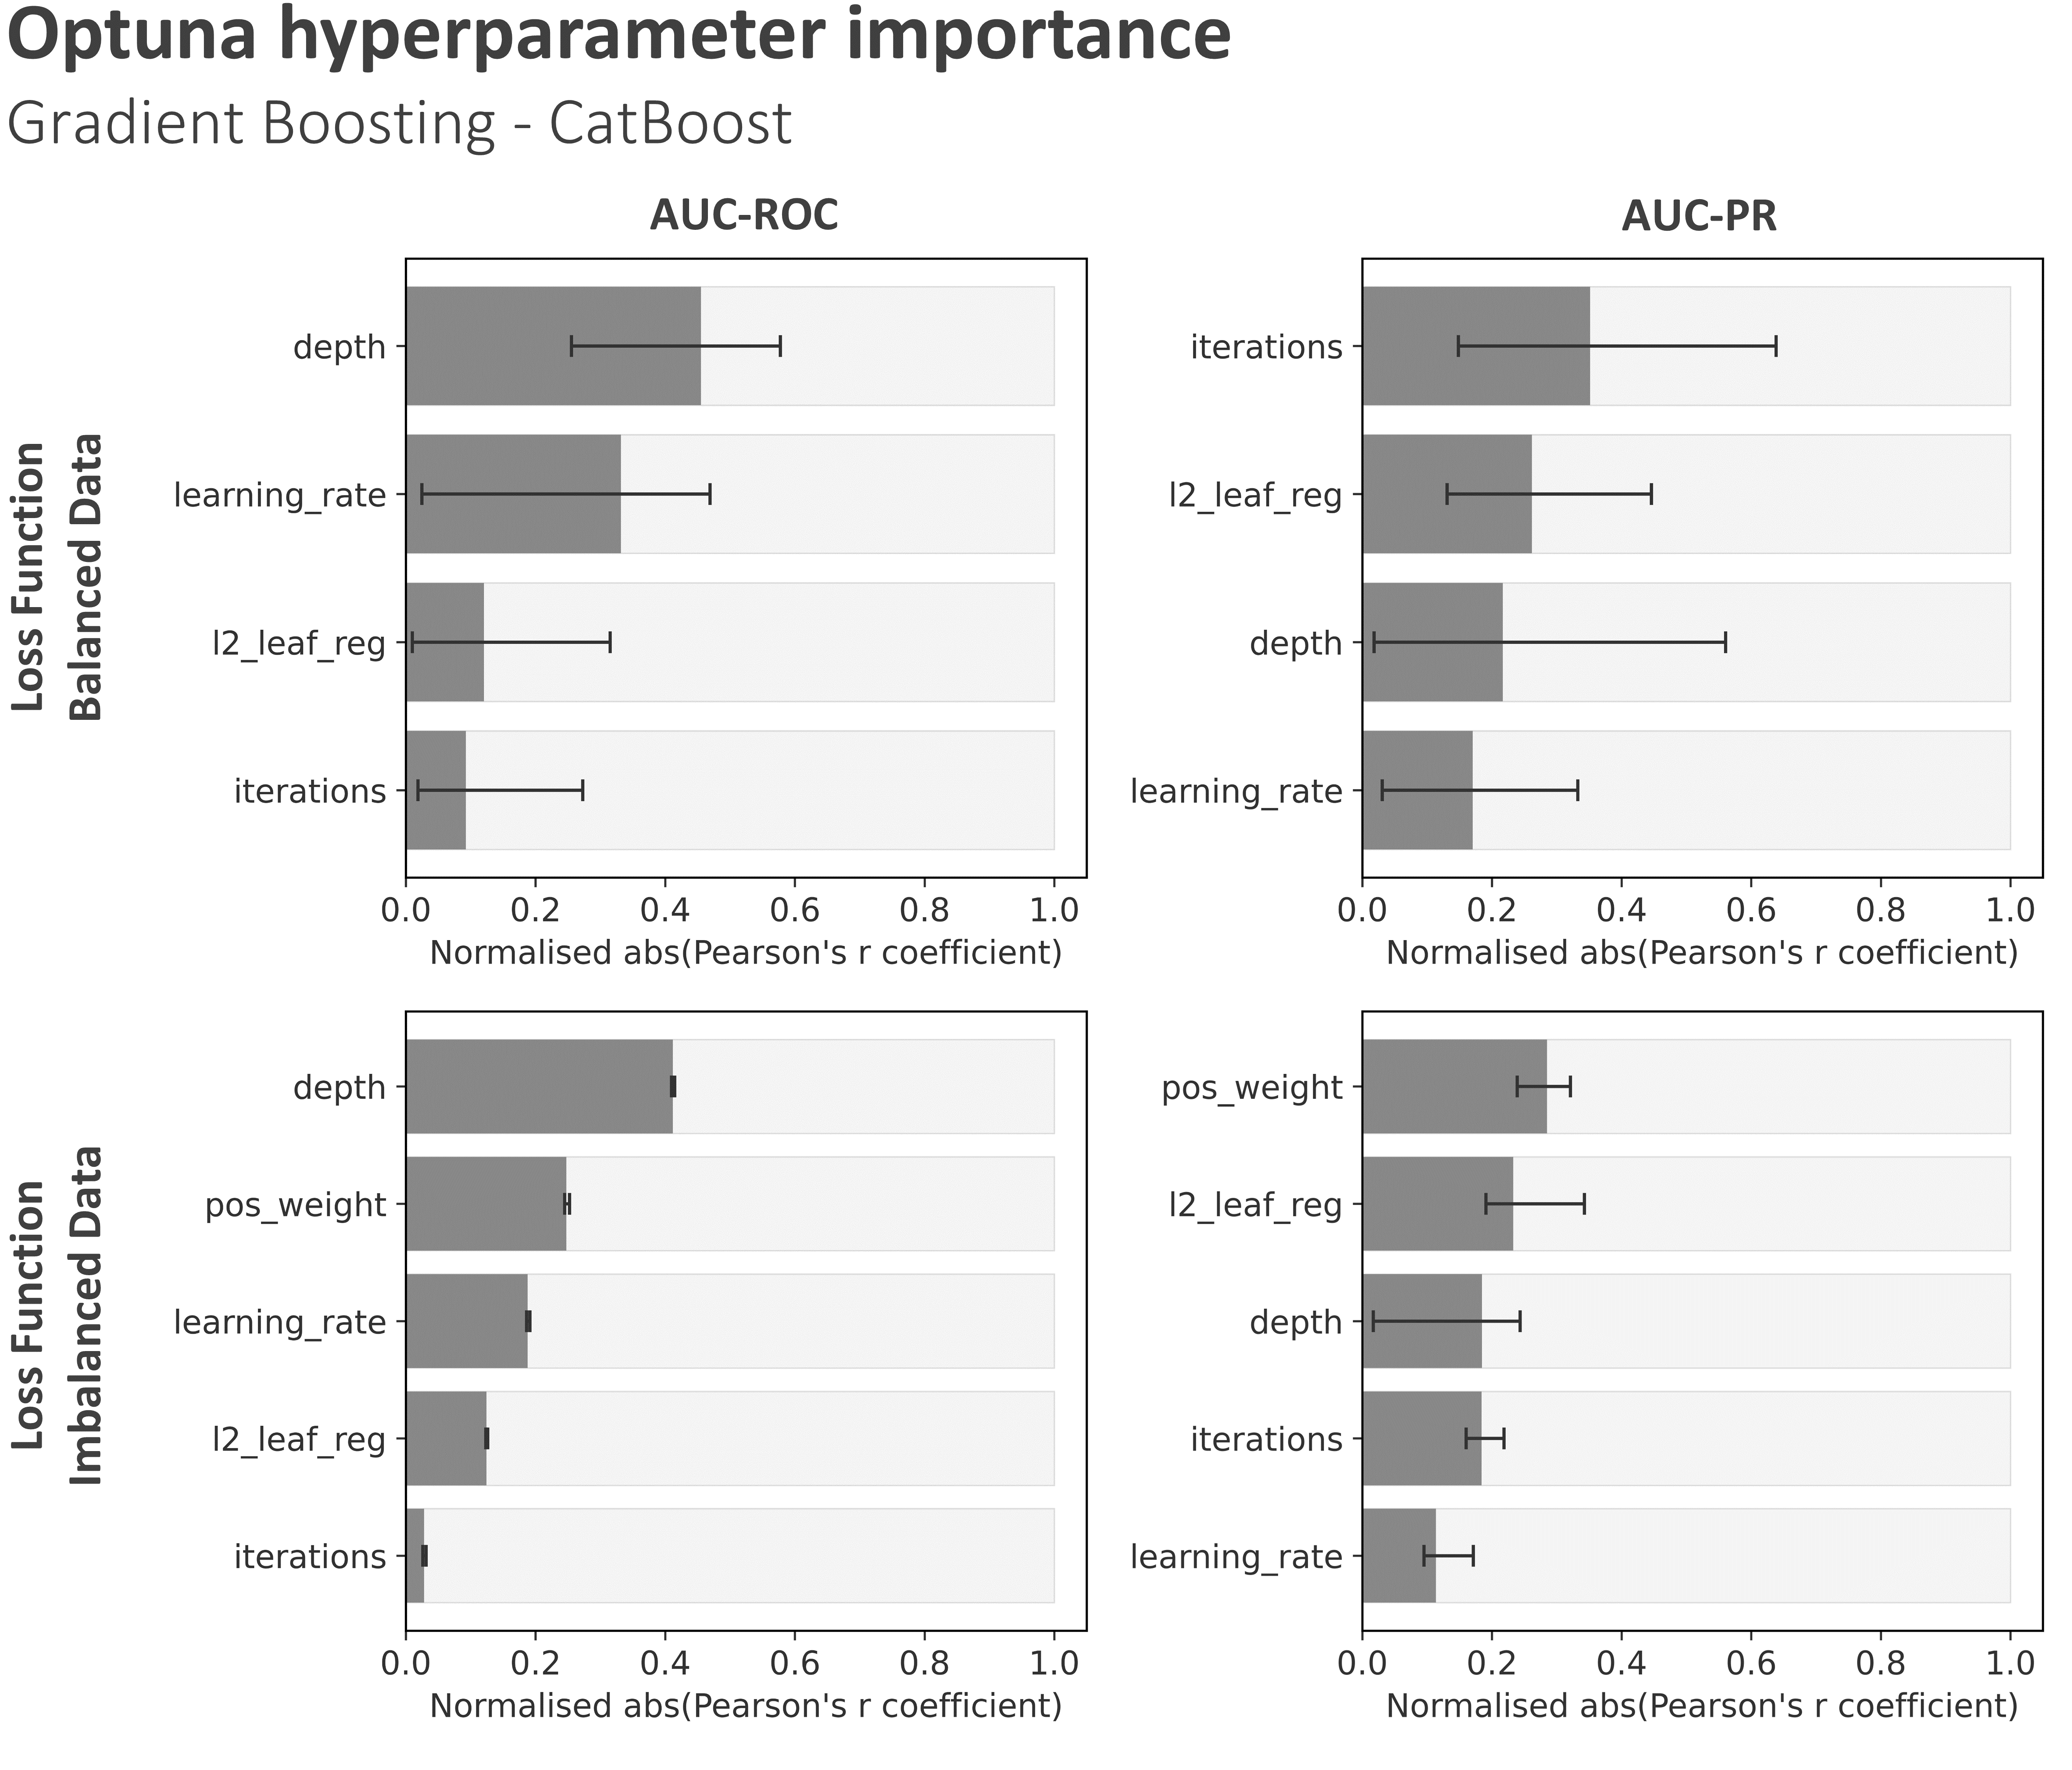 Optuna hyperparameter importance
Gradient Boosting - CatBoost
AUC-ROC
AUC-PR
Loss Function
Balanced Data
depth
learning_rate
l2_leaf_reg
iterations
0.0 0.2 0.4 0.6 0.8 1.0
Normalised abs(Pearson's r coefficient)
iterations
l2_leaf_reg
depth
learning_rate
0.0 0.2 0.4 0.6 0.8 1.0
Normalised abs(Pearson's r coefficient)
Loss Function
Imbalanced Data
depth
pos_weight
learning_rate
l2_leaf_reg
iterations
0.0 0.2 0.4 0.6 0.8 1.0
Normalised abs(Pearson's r coefficient)
pos_weight
l2_leaf_reg
depth
iterations
learning_rate
0.0 0.2 0.4 0.6 0.8 1.0
Normalised abs(Pearson's r coefficient)